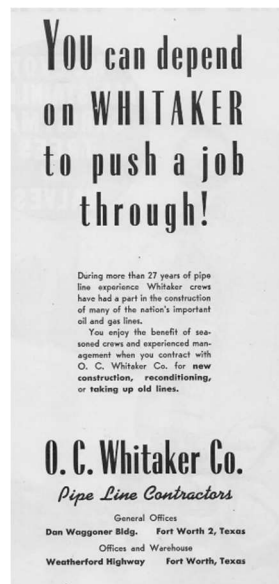 YOU can depend
on WHITAKER
to push a job
through!
During more than 27 years of pipe
line experience Whitaker crews
have had a part in the construction
of many of the nation's important
oil and gas lines.
You enjoy the benefit of sea-
soned crews and experienced man-
agement when you contract with
O. C. Whitaker Co. for new
construction, reconditioning,
or taking up old lines.
O. C. Whitaker Co.
Pipe Line Contractors
General Offices
Dan Waggoner Bldg. Fort Worth 2, Texas
Offices and Warehouse
Weatherford Highway Fort Worth, Texas